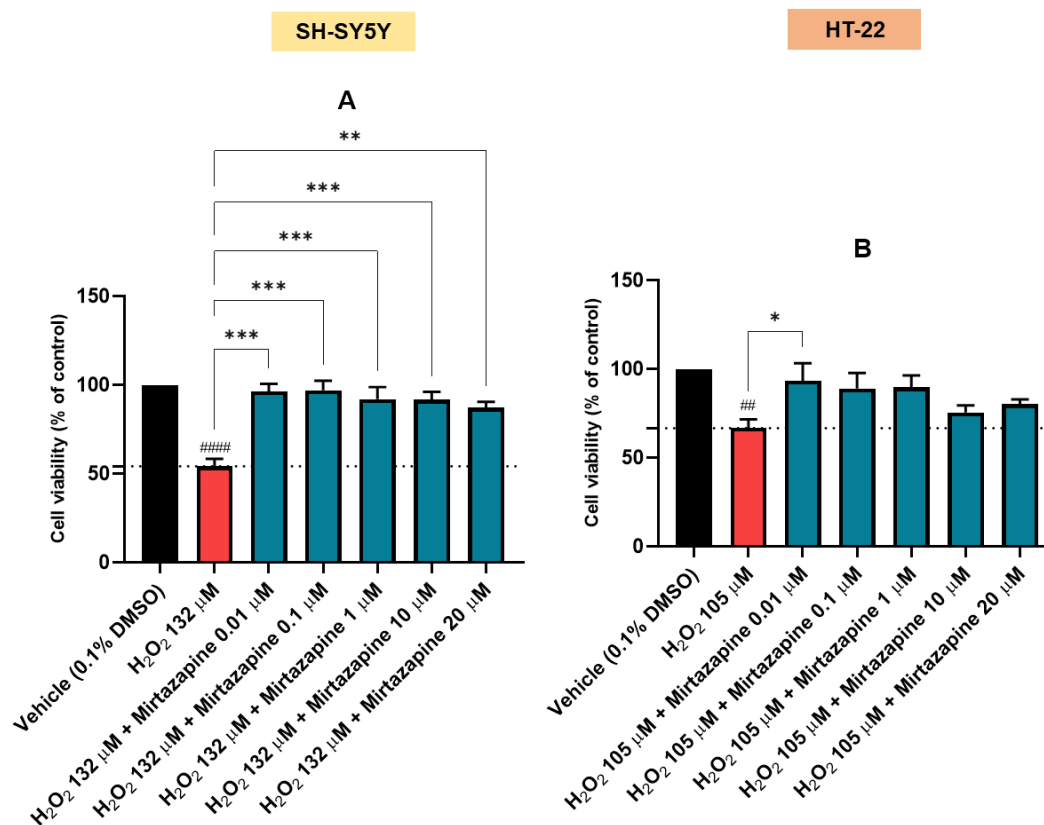 SH-SY5Y
HT-22
A
**
***
***
***
***
####
Cell viability (% of control)
150
100
50
0
Vehicle (0.1% DMSO)
H₂O₂ 132 μM
H₂O₂ 132 μM + Mirtazapine 0.01 μM
H₂O₂ 132 μM + Mirtazapine 0.1 μM
H₂O₂ 132 μM + Mirtazapine 1 μM
H₂O₂ 132 μM + Mirtazapine 10 μM
H₂O₂ 132 μM + Mirtazapine 20 μM
B
*
##
Cell viability (% of control)
150
100
50
0
Vehicle (0.1% DMSO)
H₂O₂ 105 μM
H₂O₂ 105 μM + Mirtazapine 0.01 μM
H₂O₂ 105 μM + Mirtazapine 0.1 μM
H₂O₂ 105 μM + Mirtazapine 1 μM
H₂O₂ 105 μM + Mirtazapine 10 μM
H₂O₂ 105 μM + Mirtazapine 20 μM